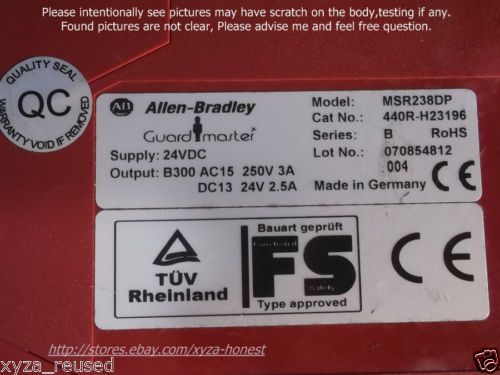 Please intentionally see pictures may have scratch on the body,testing if any.
Found pictures are not clear, Please advise me and feel free question.
QUALITY SEAL
QC
VOID WARRANTY
IF REMOVED
AB Allen-Bradley
Guardmaster
Supply: 24VDC
Output: B300 AC15 250V 3A
DC13 24V 2.5A
Model: MSR238DP
Cat No: 440R-H23196
Series: B RoHS
Lot No.: 070854812
004
Made in Germany CE
TÜV
Rheinland
Bauart geprüft
Functional
FS
Safety
Type approved
CE
http://stores.ebay.com/xyza-honest
xyza_reused
ebay